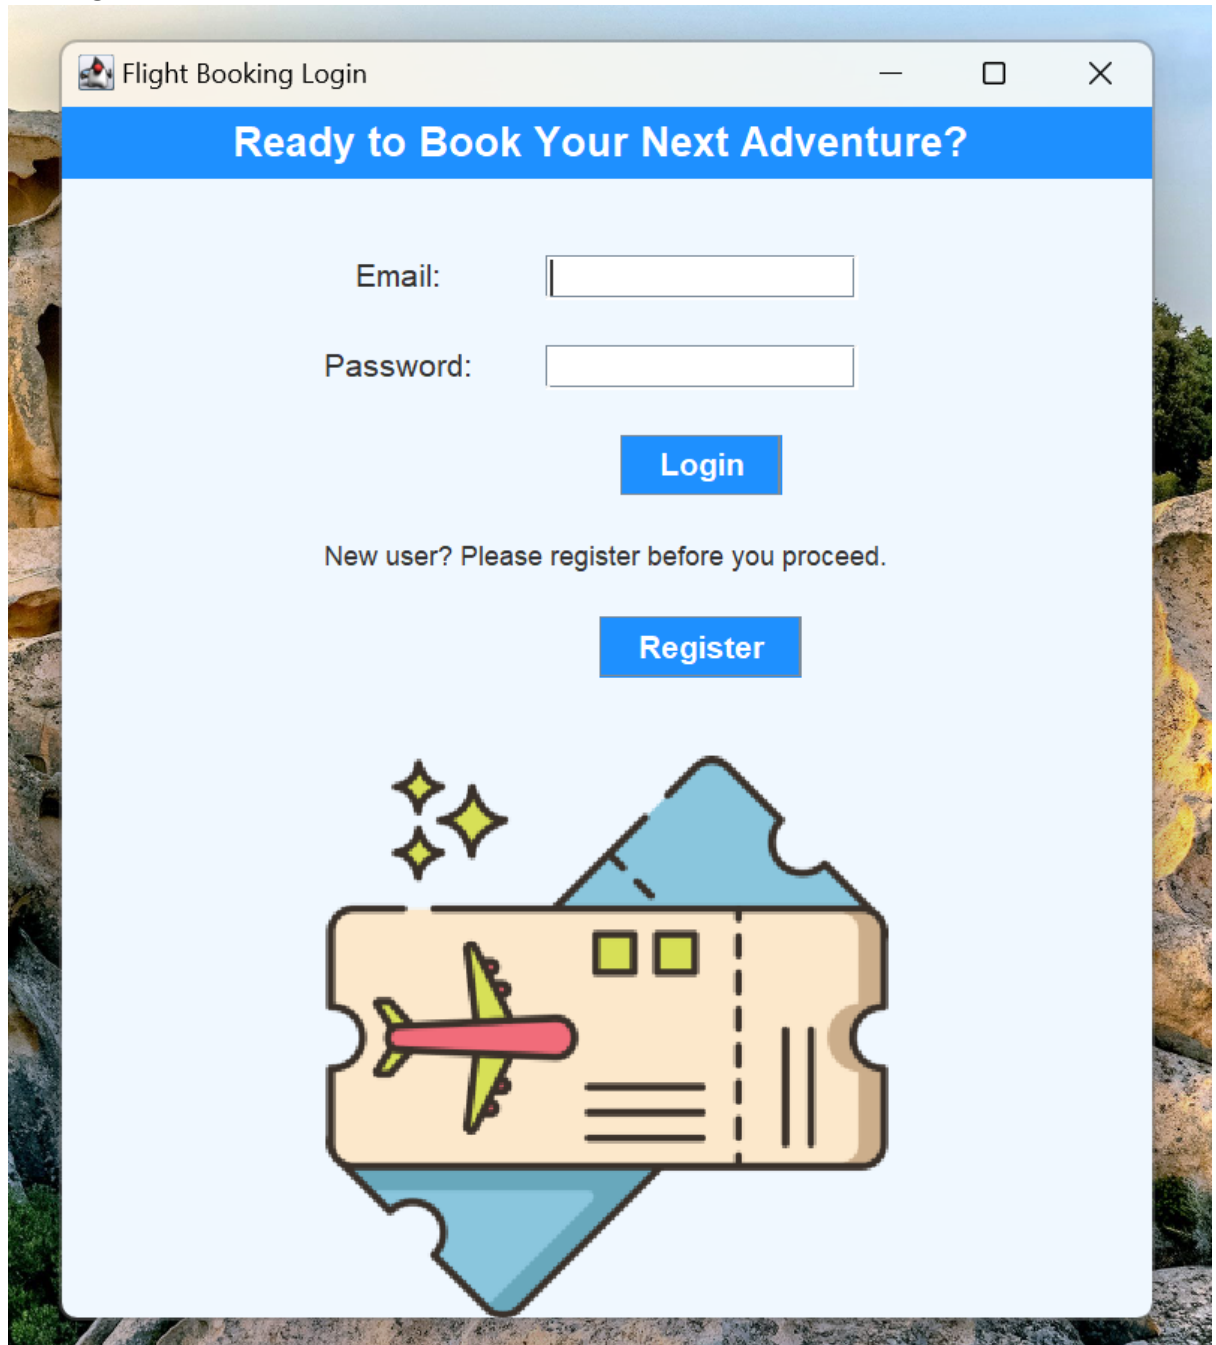 Flight Booking Login
Ready to Book Your Next Adventure?
Email:
Password:
Login
New user? Please register before you proceed.
Register